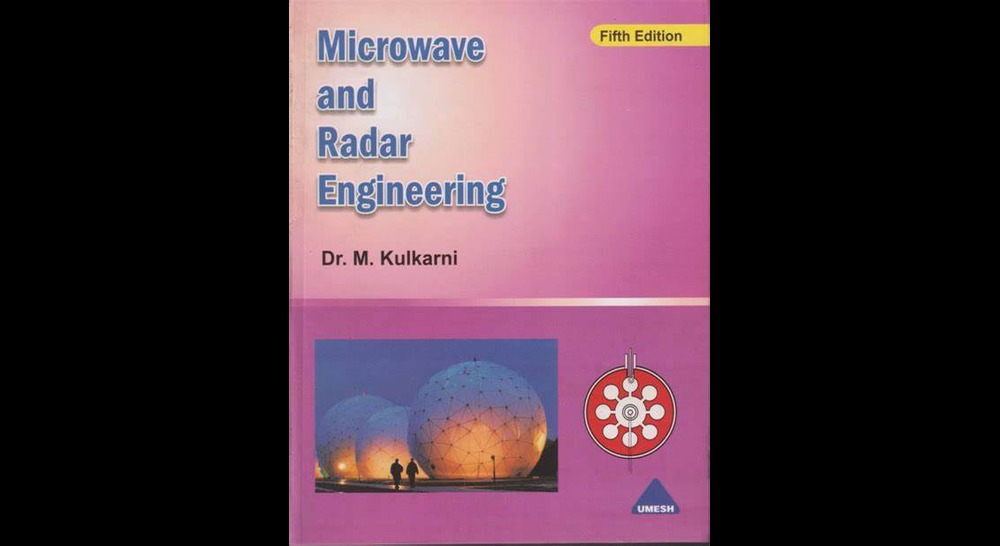 Fifth Edition
Microwave
and
Radar
Engineering
Dr. M. Kulkarni
UMESH